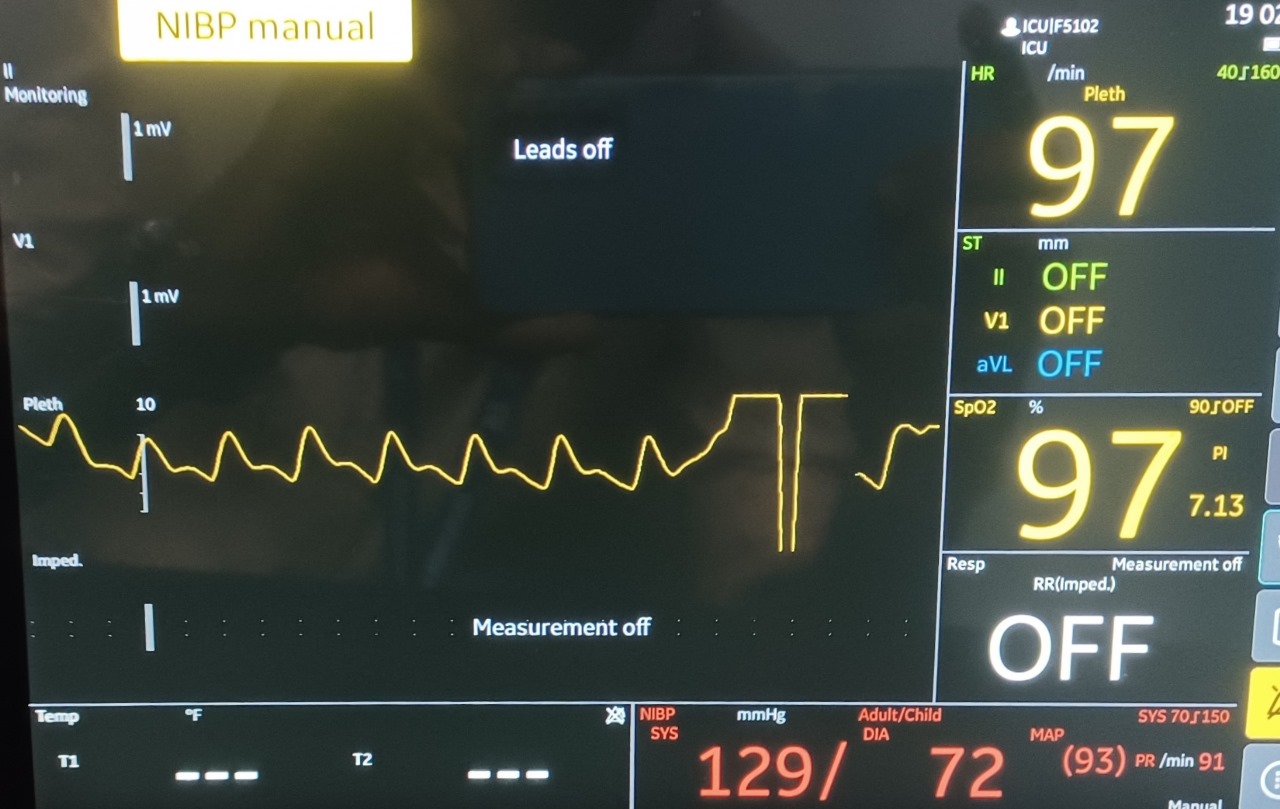 NIBP manual
ICU|F5102
ICU
19 02
II
Monitoring
1 mV
Leads off
HR /min 40 160
Pleth
97
V1
1 mV
ST mm
II OFF
V1 OFF
aVL OFF
Pleth 10
SpO2 % 90 OFF
97
PI
7.13
Imped.
Measurement off
Resp Measurement off
RR(Imped.)
OFF
Temp °F
T1 ---
T2 ---
NIBP mmHg Adult/Child SYS 70 150
SYS DIA MAP
129/ 72 (93) PR /min 91
Manual